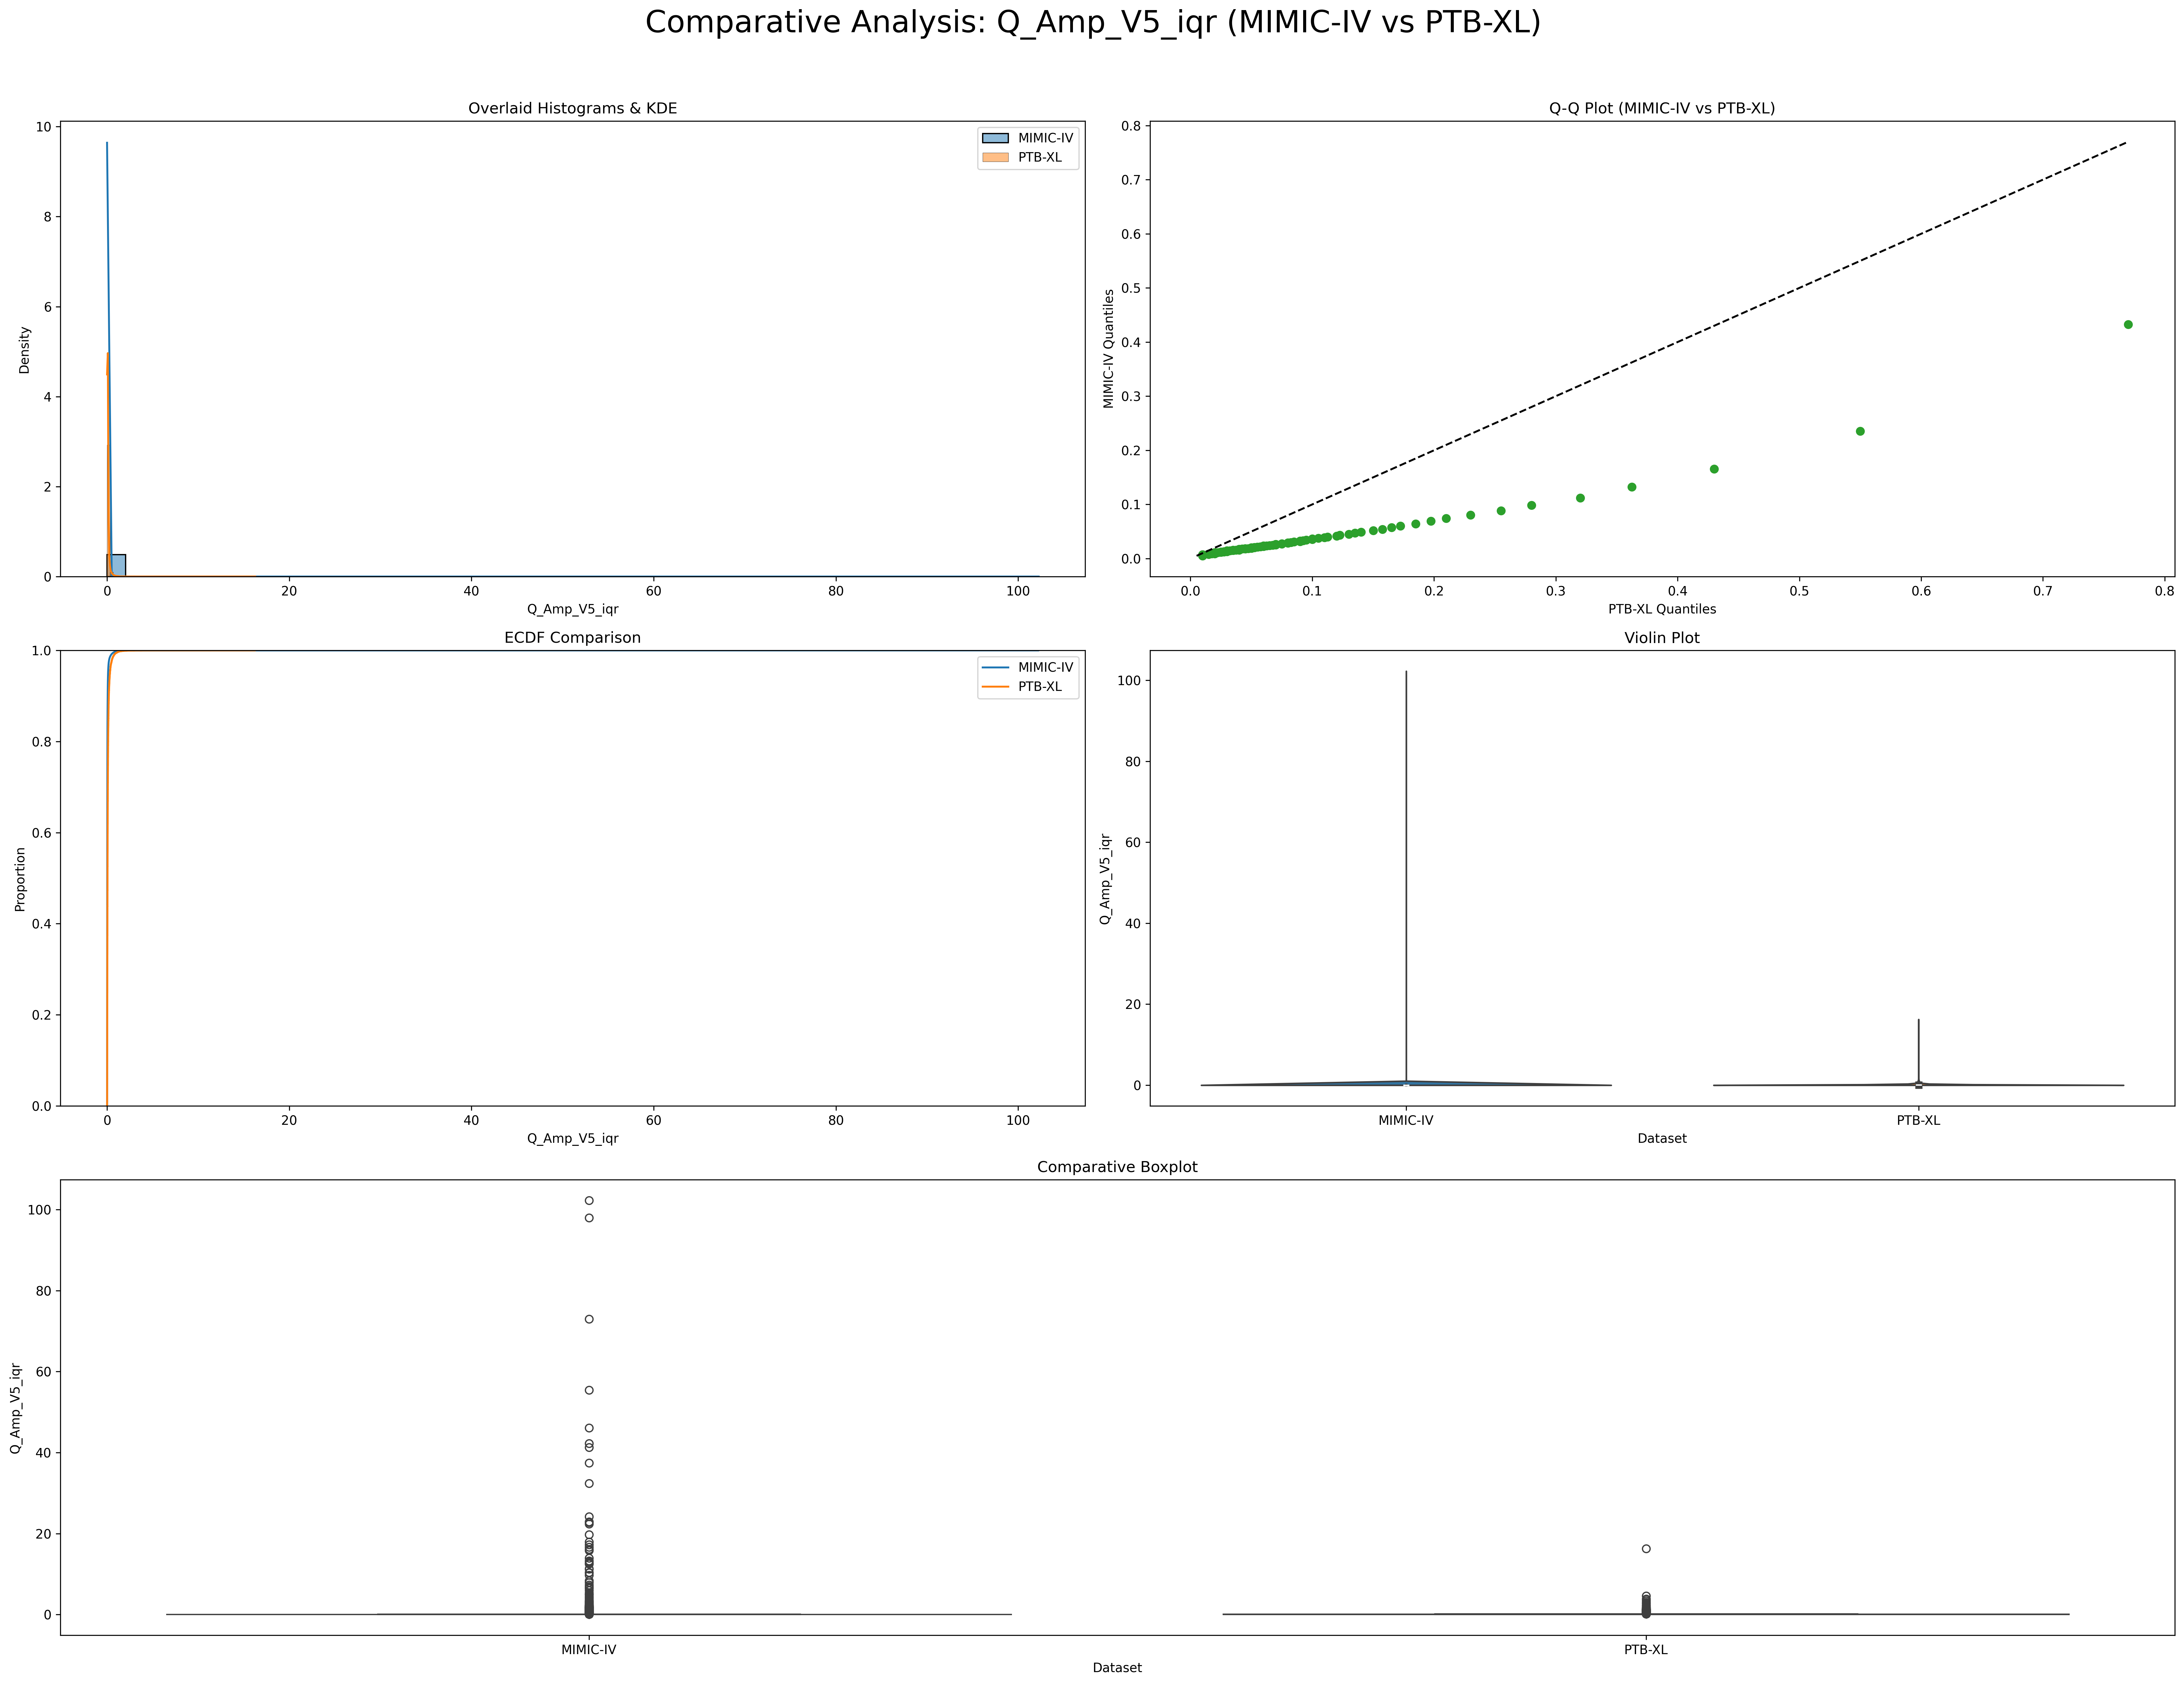 Comparative Analysis: Q_Amp_V5_iqr (MIMIC-IV vs PTB-XL)
Overlaid Histograms & KDE
10
8
6
4
2
0
Density
0 20 40 60 80 100
Q_Amp_V5_iqr
MIMIC-IV
PTB-XL
Q-Q Plot (MIMIC-IV vs PTB-XL)
0.8
0.7
0.6
0.5
0.4
0.3
0.2
0.1
0.0
MIMIC-IV Quantiles
0.0 0.1 0.2 0.3 0.4 0.5 0.6 0.7 0.8
PTB-XL Quantiles
ECDF Comparison
1.0
0.8
0.6
0.4
0.2
0.0
Proportion
0 20 40 60 80 100
Q_Amp_V5_iqr
MIMIC-IV
PTB-XL
Violin Plot
100
80
60
40
20
0
Q_Amp_V5_iqr
MIMIC-IV PTB-XL
Dataset
Comparative Boxplot
100
80
60
40
20
0
Q_Amp_V5_iqr
MIMIC-IV PTB-XL
Dataset